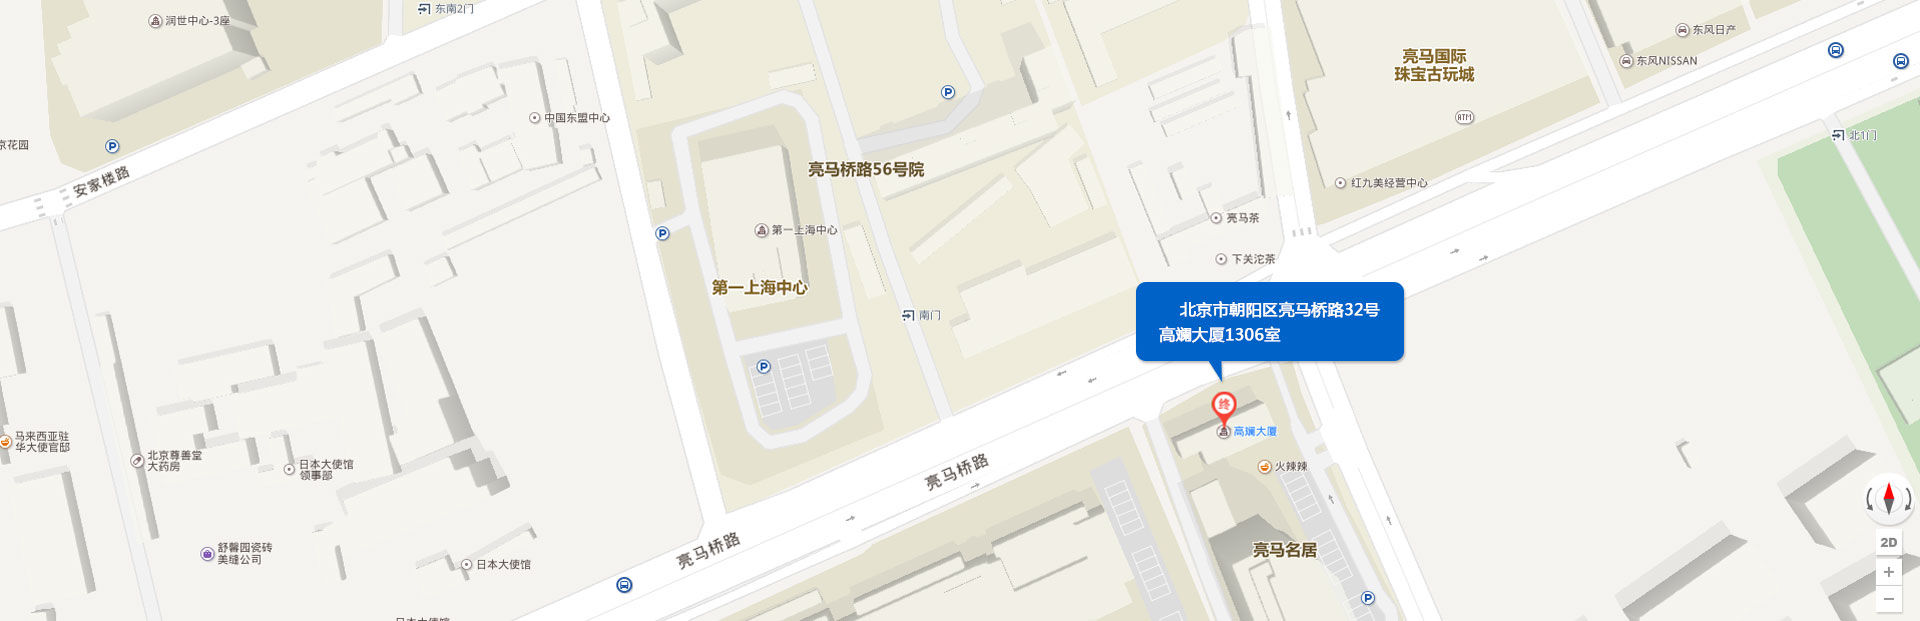 润世中心-3座
东南2门
东风日产
东风NISSAN
亮马国际
珠宝古玩城
ATM
中国东盟中心
P
P
北1门
京花园
P
安家楼路
亮马桥路56号院
红九美经营中心
亮马茶
P
第一上海中心
下关沱茶
第一上海中心
南门
北京市朝阳区亮马桥路32号
高斓大厦1306室
P
终
高斓大厦
马来西亚驻
华大使官邸
北京尊善堂
大药房
日本大使馆
领事部
亮马桥路
火辣辣
亮马桥路
舒馨园瓷砖
美缝公司
日本大使馆
亮马名居
2D
+
−
P
日本大使馆